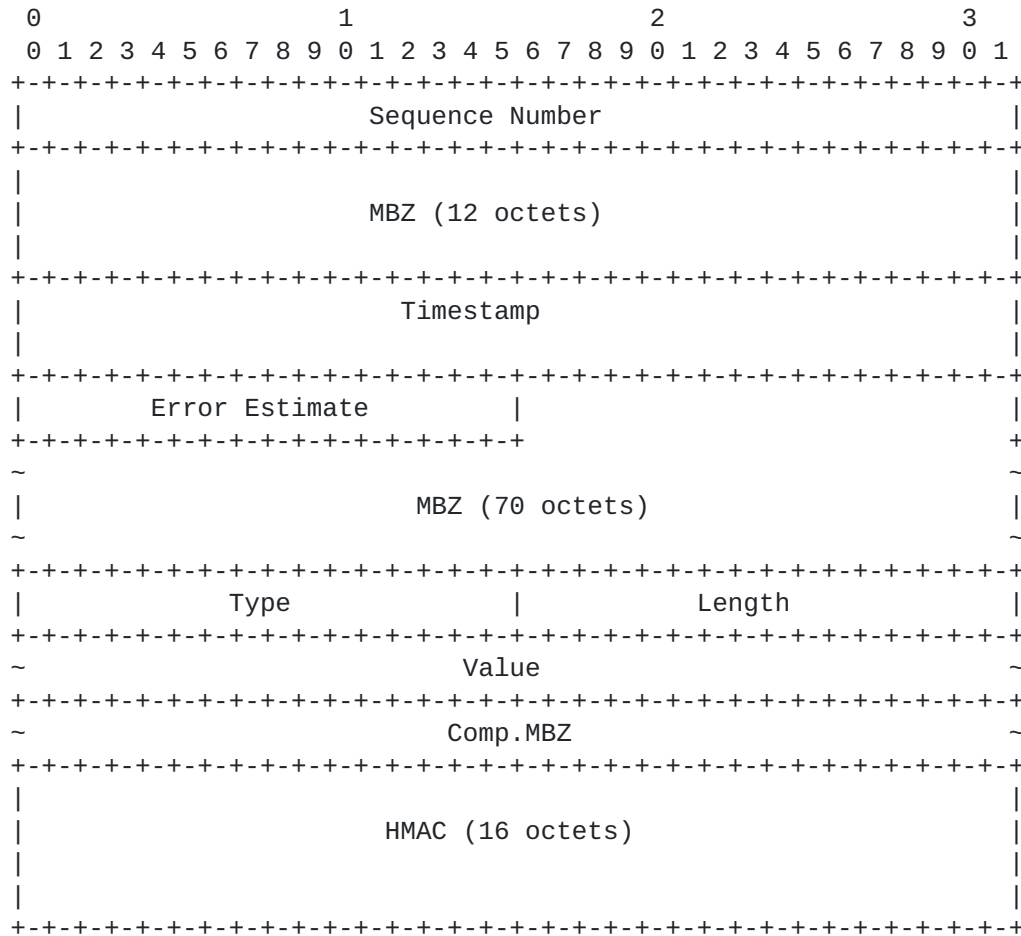 0                   1                   2                   3
 0 1 2 3 4 5 6 7 8 9 0 1 2 3 4 5 6 7 8 9 0 1 2 3 4 5 6 7 8 9 0 1
+-+-+-+-+-+-+-+-+-+-+-+-+-+-+-+-+-+-+-+-+-+-+-+-+-+-+-+-+-+-+-+-+
|                      Sequence Number                          |
+-+-+-+-+-+-+-+-+-+-+-+-+-+-+-+-+-+-+-+-+-+-+-+-+-+-+-+-+-+-+-+-+
|                                                               |
|                      MBZ (12 octets)                          |
|                                                               |
+-+-+-+-+-+-+-+-+-+-+-+-+-+-+-+-+-+-+-+-+-+-+-+-+-+-+-+-+-+-+-+-+
|                        Timestamp                              |
|                                                               |
+-+-+-+-+-+-+-+-+-+-+-+-+-+-+-+-+-+-+-+-+-+-+-+-+-+-+-+-+-+-+-+-+
|        Error Estimate         |                               |
+-+-+-+-+-+-+-+-+-+-+-+-+-+-+-+-+                               +
~                                                               ~
|                         MBZ (70 octets)                       |
~                                                               ~
+-+-+-+-+-+-+-+-+-+-+-+-+-+-+-+-+-+-+-+-+-+-+-+-+-+-+-+-+-+-+-+-+
|             Type              |           Length              |
+-+-+-+-+-+-+-+-+-+-+-+-+-+-+-+-+-+-+-+-+-+-+-+-+-+-+-+-+-+-+-+-+
~                            Value                              ~
+-+-+-+-+-+-+-+-+-+-+-+-+-+-+-+-+-+-+-+-+-+-+-+-+-+-+-+-+-+-+-+-+
~                           Comp.MBZ                            ~
+-+-+-+-+-+-+-+-+-+-+-+-+-+-+-+-+-+-+-+-+-+-+-+-+-+-+-+-+-+-+-+-+
|                                                               |
|                       HMAC (16 octets)                        |
|                                                               |
|                                                               |
+-+-+-+-+-+-+-+-+-+-+-+-+-+-+-+-+-+-+-+-+-+-+-+-+-+-+-+-+-+-+-+-+